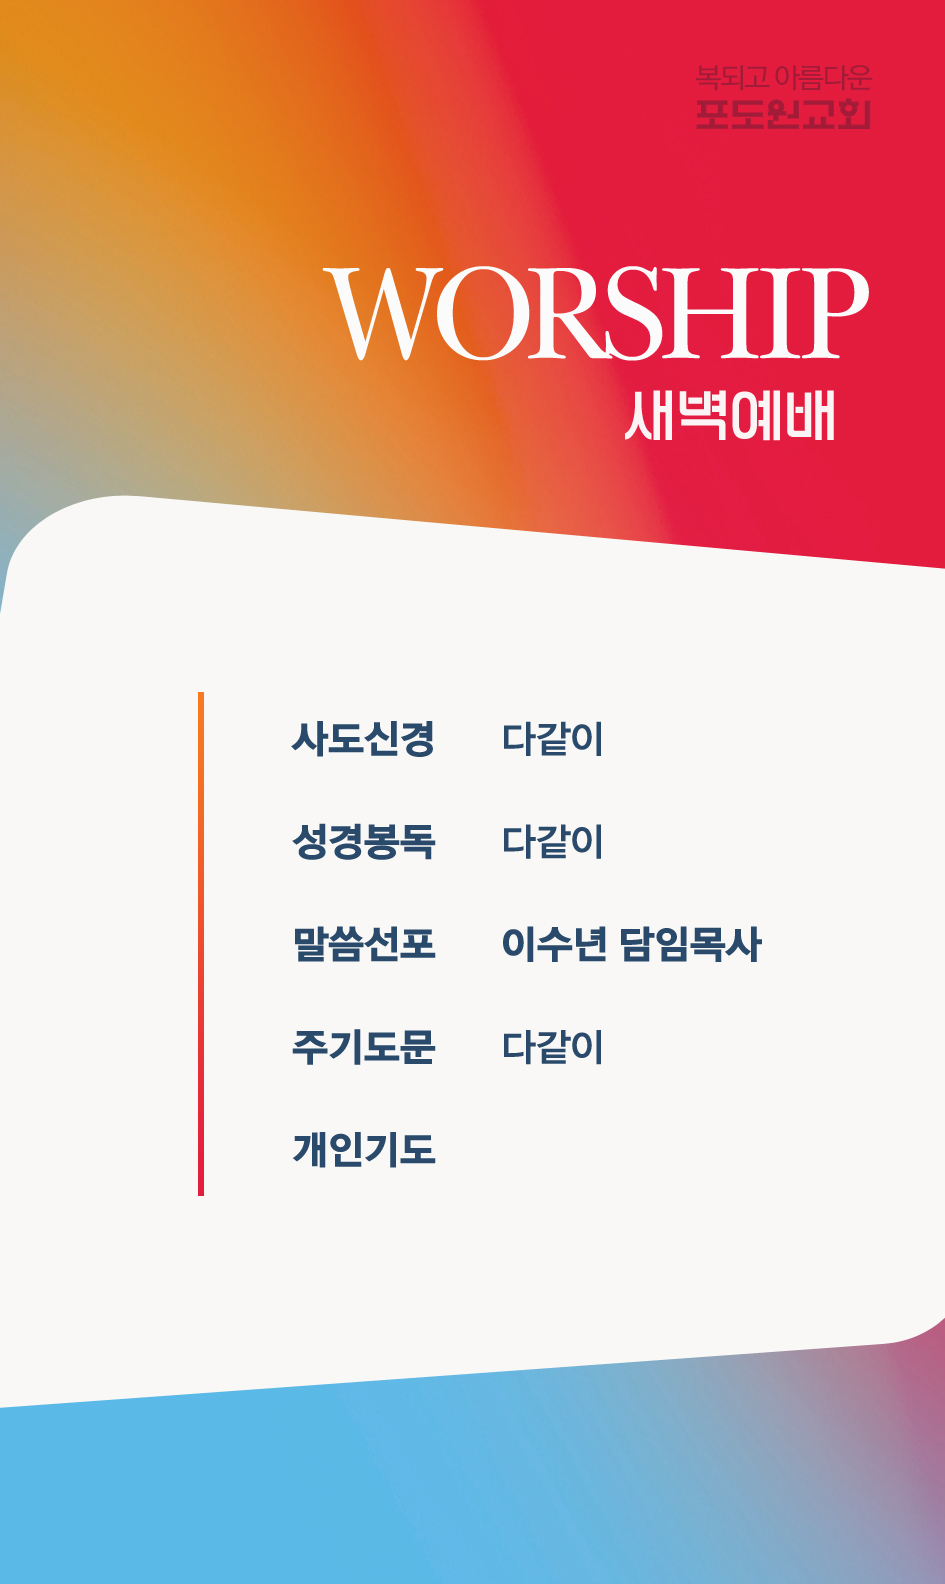 복되고 아름다운
포도원교회
WORSHIP
새벽예배
사도신경 다같이
성경봉독 다같이
말씀선포 이수년 담임목사
주기도문 다같이
개인기도